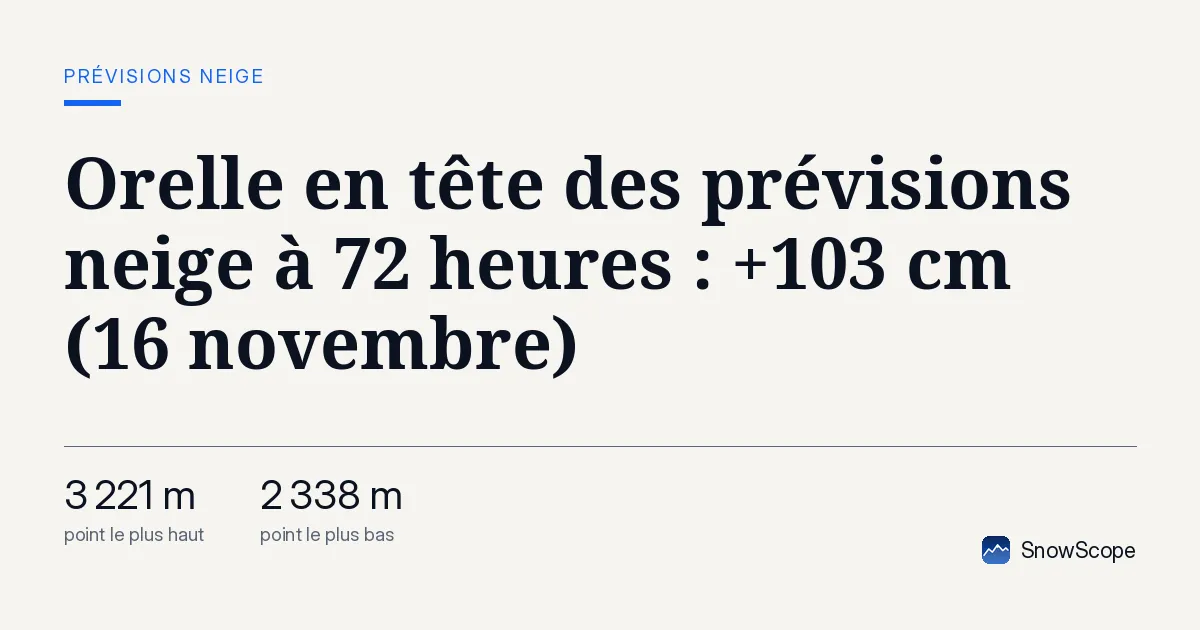 PRÉVISIONS NEIGE
Orelle en tête des prévisions
neige à 72 heures : +103 cm
(16 novembre)
3 221 m
2 338 m
point le plus haut
point le plus bas
SnowScope